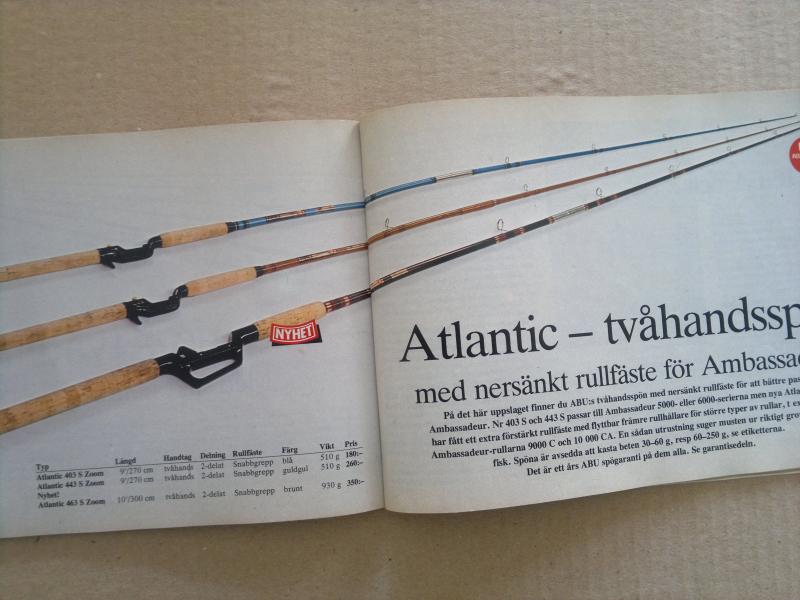 NYHET
Typ Längd Handtag Delning Rullfäste Färg Vikt Pris
Atlantic 403 S Zoom 9'/270 cm tvåhands 2-delat Snabbgrepp blå 510 g 180:-
Atlantic 443 S Zoom 9'/270 cm tvåhands 2-delat Snabbgrepp guldgul 510 g 260:-
Nyhet!
Atlantic 463 S Zoom 10'/300 cm tvåhands 2-delat Snabbgrepp brunt 930 g 350:-
Atlantic – tvåhandssp
med nersänkt rullfäste för Ambassad
På det här uppslaget finner du ABU:s tvåhandsspön med nersänkt rullfäste för att bättre pas
Ambassadeur. Nr 403 S och 443 S passar till Ambassadeur 5000- eller 6000-serierna men nya Atla
har fått ett extra förstärkt rullfäste med flyttbar främre rullhållare för större typer av rullar, t ex
Ambassadeur-rullarna 9000 C och 10 000 CA. En sådan utrustning suger musten ur riktigt gro
fisk. Spöna är avsedda att kasta beten 30–60 g, resp 60–250 g, se etiketterna.
Det är ett års ABU spögaranti på dem alla. Se garantisedeln.